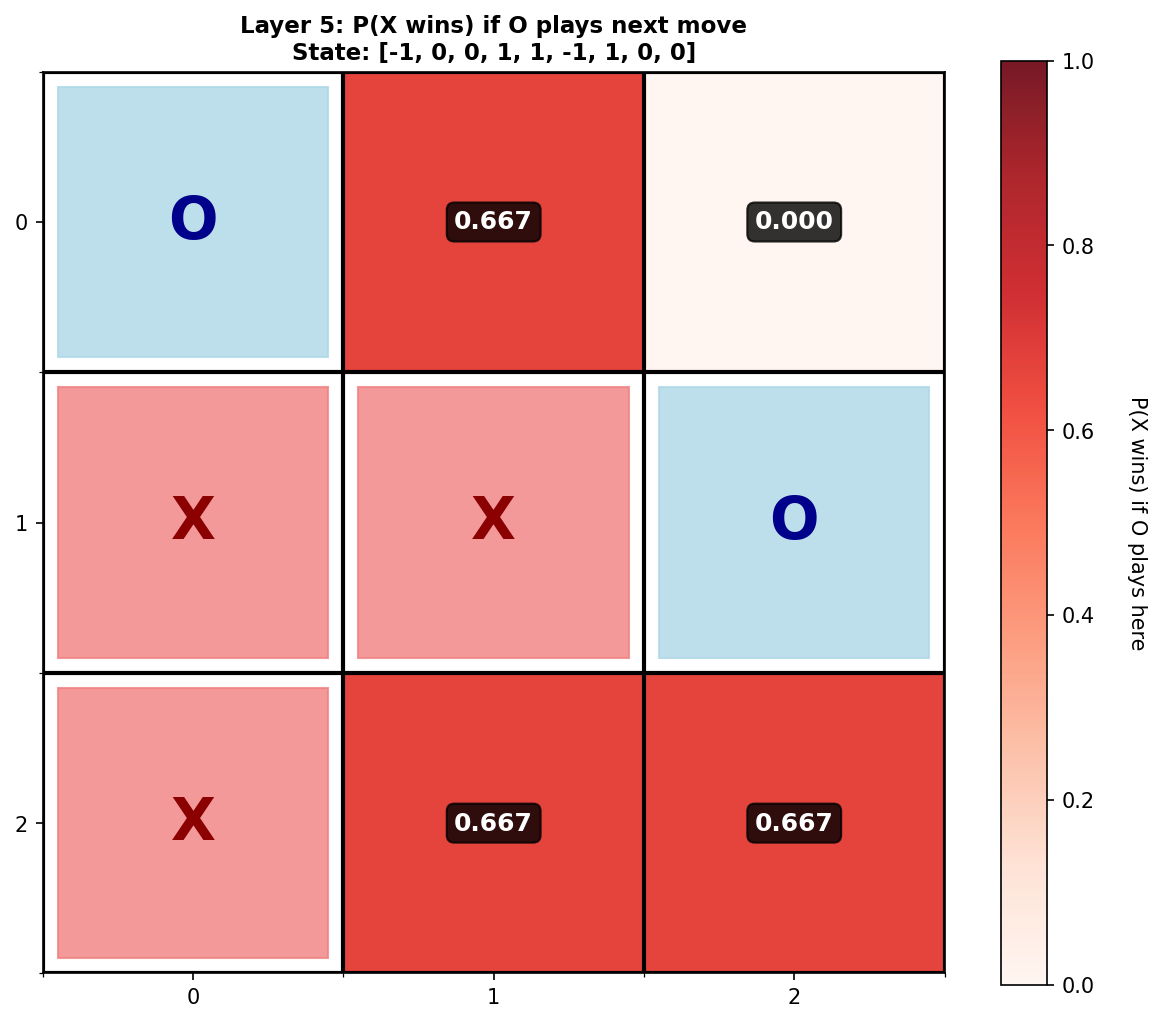 Layer 5: P(X wins) if O plays next move
State: [-1, 0, 0, 1, 1, -1, 1, 0, 0]
0
O
0.667
0.000
1
X
X
O
2
X
0.667
0.667
0
1
2
1.0
0.8
0.6
0.4
0.2
0.0
P(X wins) if O plays here